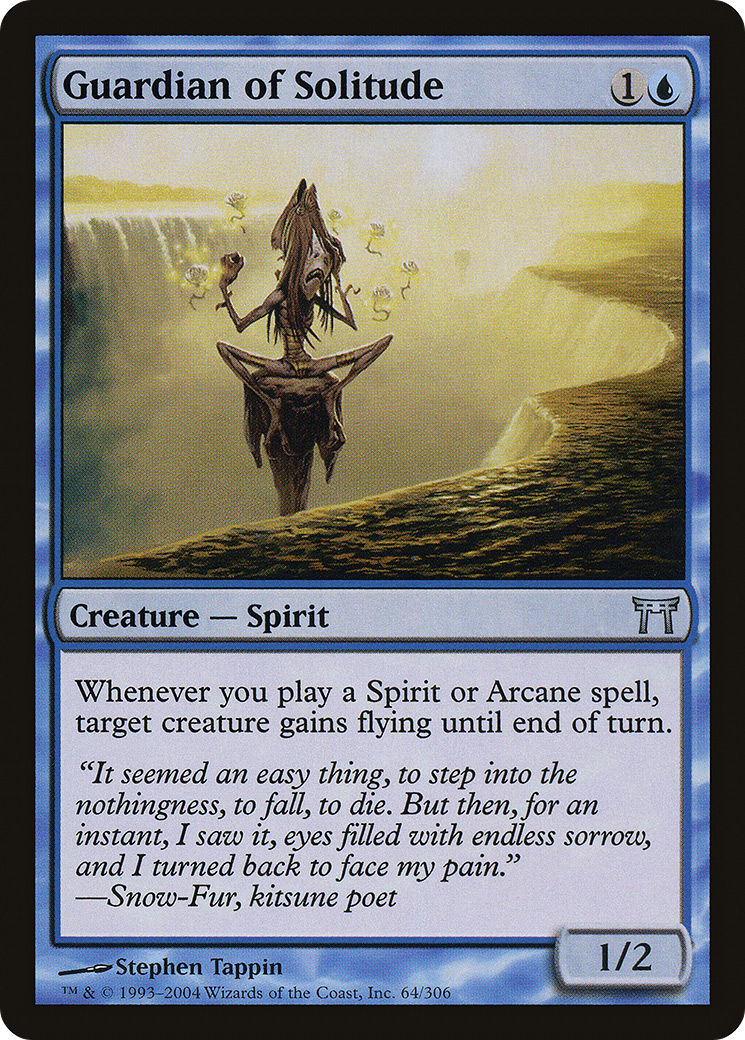 Guardian of Solitude 1
Creature — Spirit
Whenever you play a Spirit or Arcane spell,
target creature gains flying until end of turn.
“It seemed an easy thing, to step into the
nothingness, to fall, to die. But then, for an
instant, I saw it, eyes filled with endless sorrow,
and I turned back to face my pain.”
—Snow-Fur, kitsune poet
1/2
Stephen Tappin
™ & © 1993–2004 Wizards of the Coast, Inc. 64/306